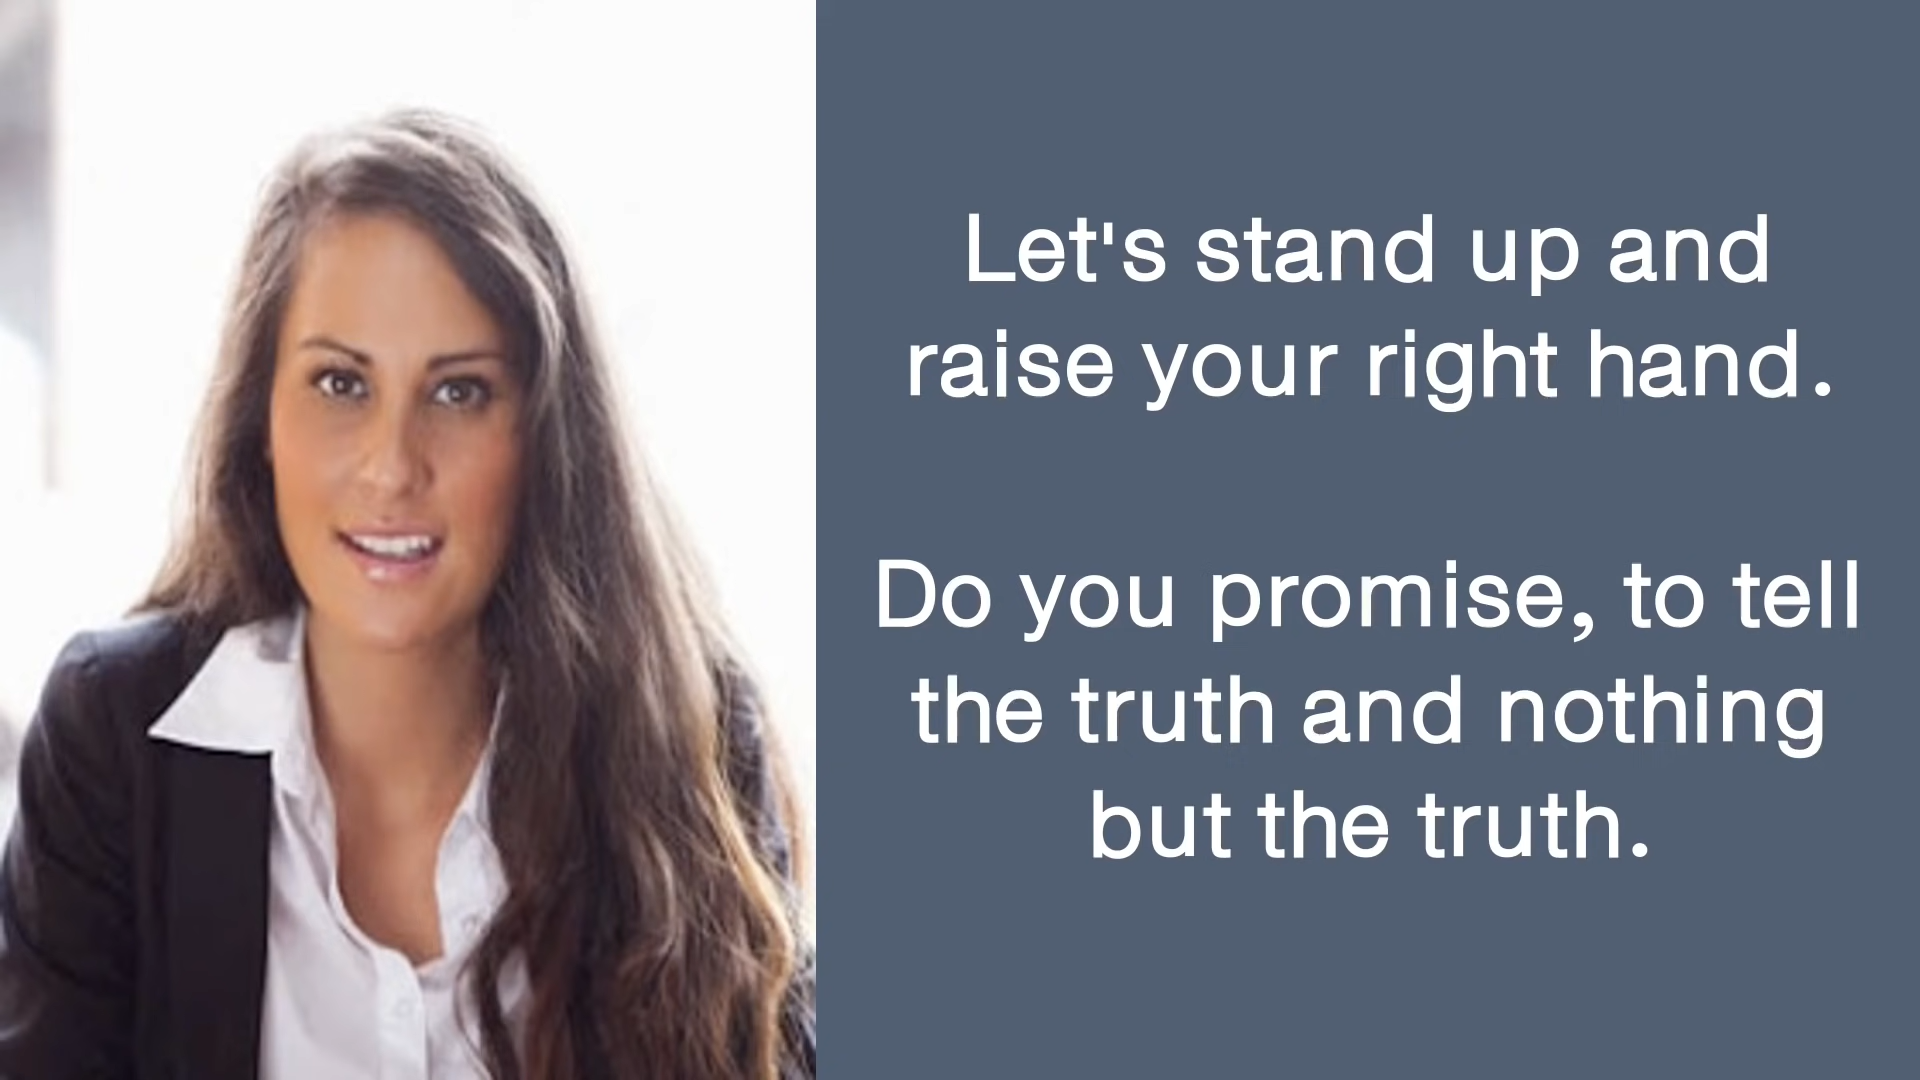 Let's stand up and
raise your right hand.
Do you promise, to tell
the truth and nothing
but the truth.